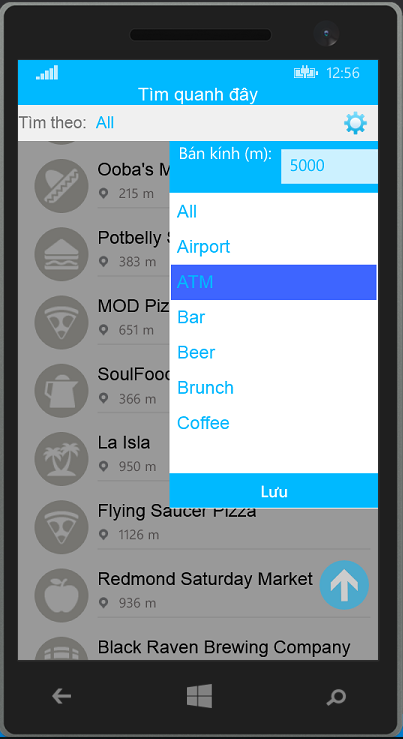 12:56
Tìm quanh đây
Tìm theo: All
Bán kính (m): 5000
All
Airport
ATM
Bar
Beer
Brunch
Coffee
Lưu
Ooba's M
215 m
Potbelly
383 m
MOD Piz
651 m
SoulFood
366 m
La Isla
950 m
Flying Saucer Pizza
1126 m
Redmond Saturday Market
936 m
Black Raven Brewing Company